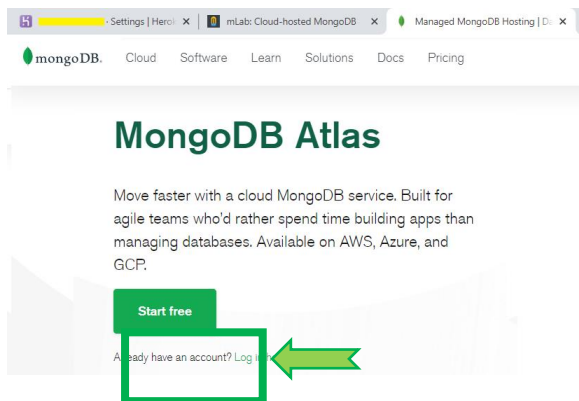 - Settings | Herol
mLab: Cloud-hosted MongoDB
Managed MongoDB Hosting | D
mongoDB.
Cloud
Software
Learn
Solutions
Docs
Pricing
MongoDB Atlas
Move faster with a cloud MongoDB service. Built for
agile teams who'd rather spend time building apps than
managing databases. Available on AWS, Azure, and
GCP.
Start free
have an account? Log in